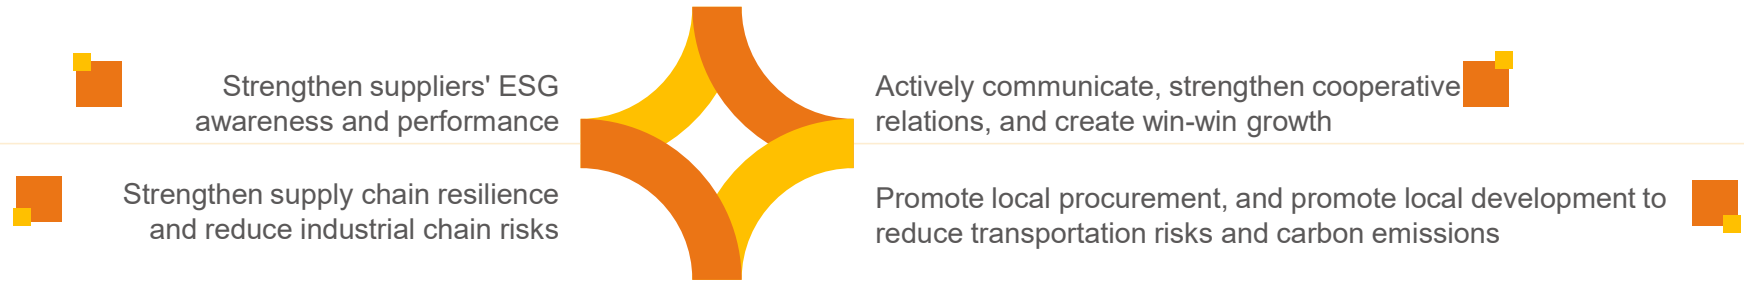 Strengthen suppliers' ESG
awareness and performance
Actively communicate, strengthen cooperative
relations, and create win-win growth
Strengthen supply chain resilience
and reduce industrial chain risks
Promote local procurement, and promote local development to
reduce transportation risks and carbon emissions